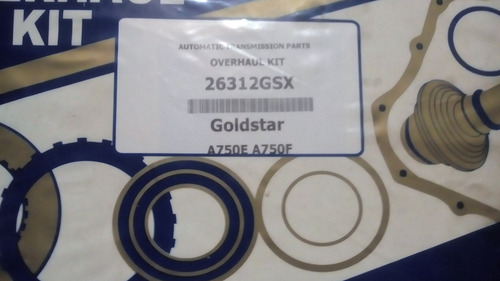 KIT
AUTOMATIC TRANSMISSION PARTS
OVERHAUL KIT
26312GSX
Goldstar
A750E A750F